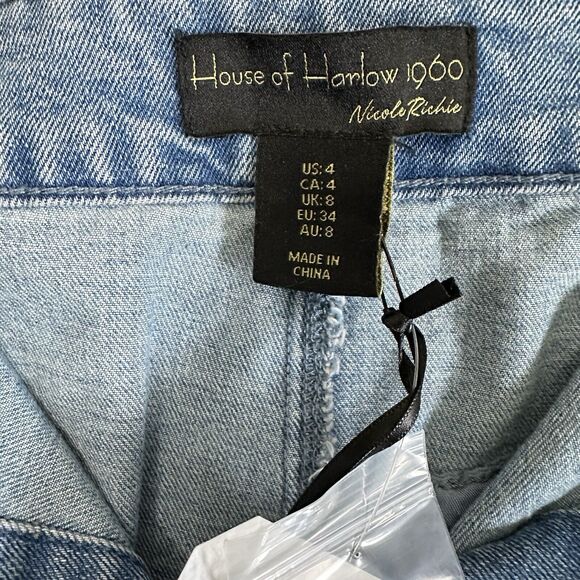 House of Harlow 1960
Nicole Richie
US: 4
CA: 4
UK: 8
EU: 34
AU: 8
MADE IN
CHINA